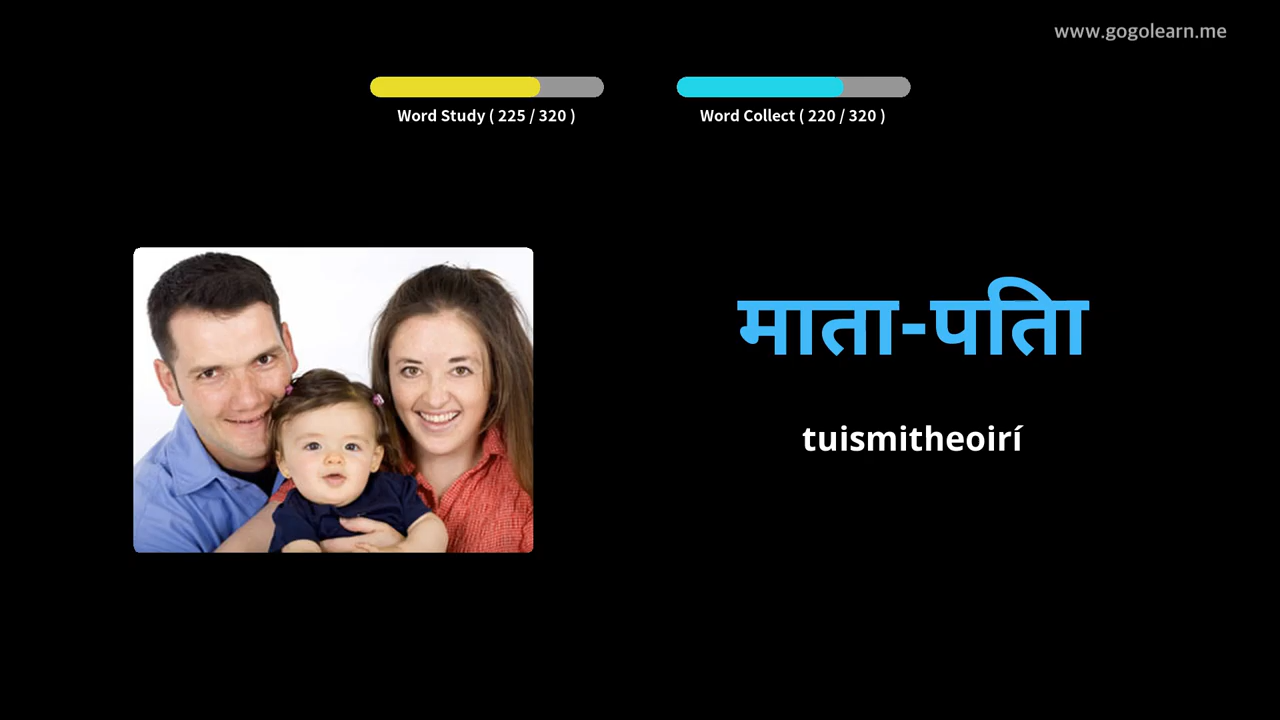 www.gogolearn.me
Word Study ( 225 / 320 )
Word Collect ( 220 / 320 )
माता-पिता
tuismitheoirí